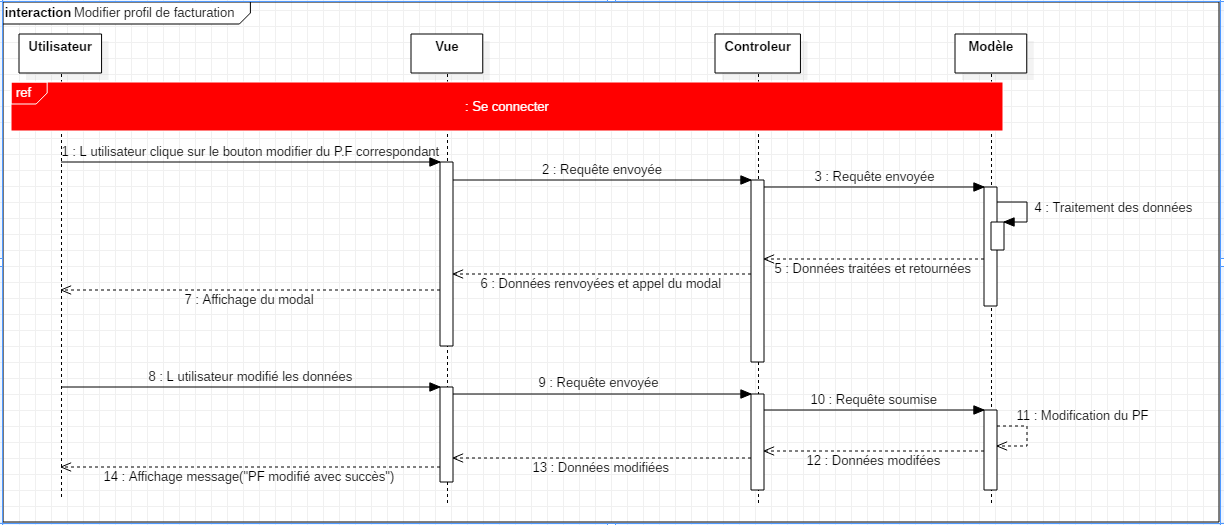 interaction Modifier profil de facturation
Utilisateur
Vue
Controleur
Modèle
ref
: Se connecter
1 : L utilisateur clique sur le bouton modifier du P.F correspondant
2 : Requête envoyée
3 : Requête envoyée
4 : Traitement des données
5 : Données traitées et retournées
6 : Données renvoyées et appel du modal
7 : Affichage du modal
8 : L utilisateur modifié les données
9 : Requête envoyée
10 : Requête soumise
11 : Modification du PF
12 : Données modifées
13 : Données modifiées
14 : Affichage message("PF modifié avec succès")